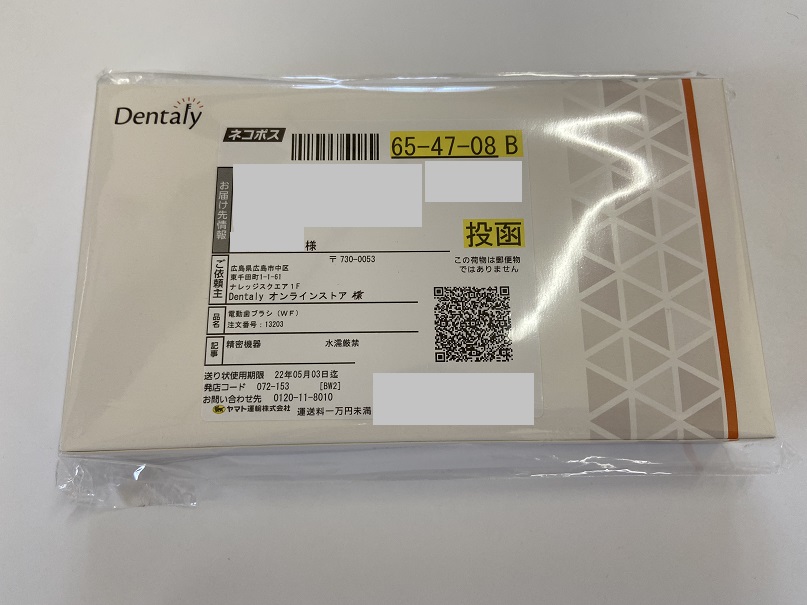 Dentaly
ネコポス
65-47-08 B
お届け先情報
様
投函
この荷物は郵便物
ではありません
〒730-0053
ご依頼主
広島県広島市中区
東千田町1-1-61
ナレッジスクエア1F
Dentaly オンラインストア 様
品名
電動歯ブラシ(WF)
注文番号:13203
記事
精密機器 水濡厳禁
送り状使用期限 22年05月03日迄
発店コード 072-153 [BW2]
お問い合わせ先 0120-11-8010
ヤマト運輸株式会社 運送料一万円未満